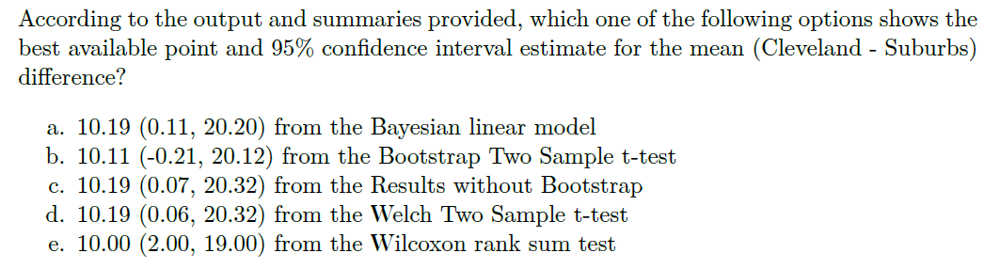 According to the output and summaries provided, which one of the following options shows the
best available point and 95% confidence interval estimate for the mean (Cleveland - Suburbs)
difference?
a. 10.19 (0.11, 20.20) from the Bayesian linear model
b. 10.11 (-0.21, 20.12) from the Bootstrap Two Sample t-test
c. 10.19 (0.07, 20.32) from the Results without Bootstrap
d. 10.19 (0.06, 20.32) from the Welch Two Sample t-test
e. 10.00 (2.00, 19.00) from the Wilcoxon rank sum test